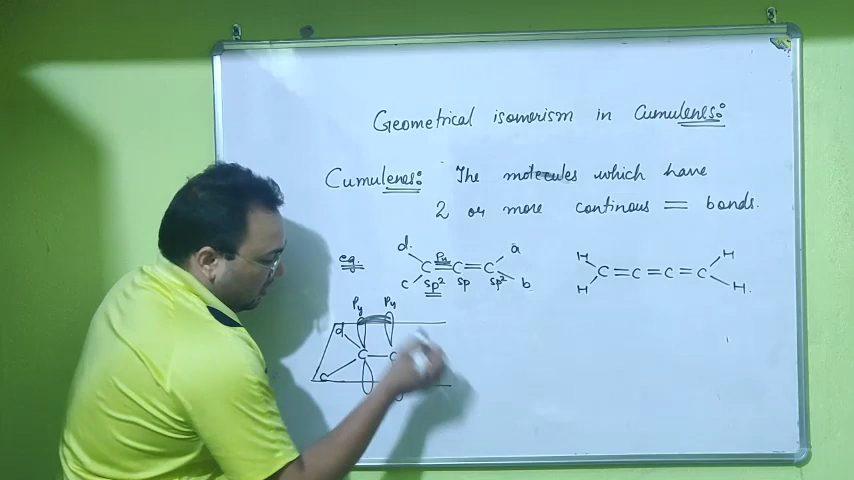 Geometrical isomerism in Cumulenes:
Cumulenes: The molecules which have
2 or more continous = bonds.
eg. d. c C=C=C a b
Py
sp² sp sp²
H H C=C=C=C H H.
Py Py
d C—C
c